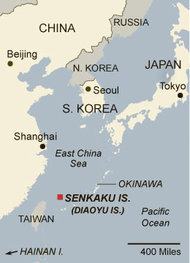 RUSSIA
CHINA
Beijing
N. KOREA
JAPAN
Seoul
Tokyo
S. KOREA
Shanghai
East China
Sea
OKINAWA
SENKAKU IS.
(DIAOYU IS.)
Pacific
Ocean
TAIWAN
HAINAN I.
400 Miles